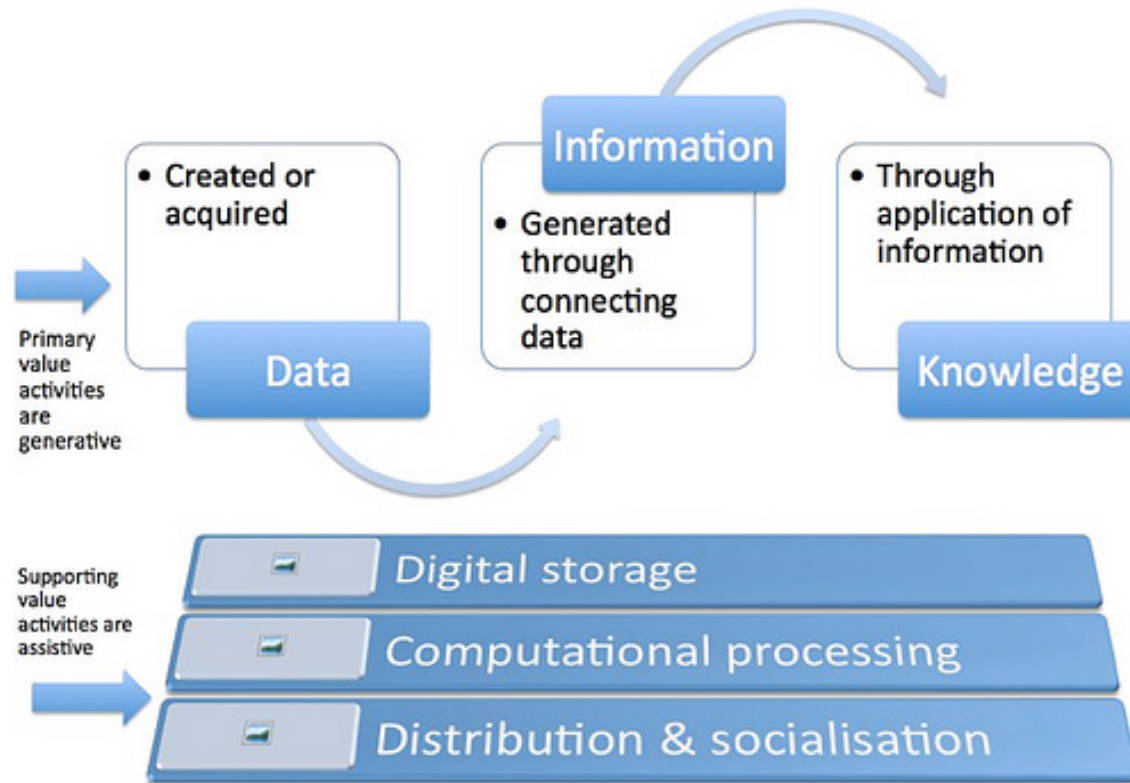 • Created or
acquired
Data
Information
• Generated
through
connecting
data
• Through
application of
information
Knowledge
Primary
value
activities
are
generative
Supporting
value
activities are
assistive
Digital storage
Computational processing
Distribution & socialisation